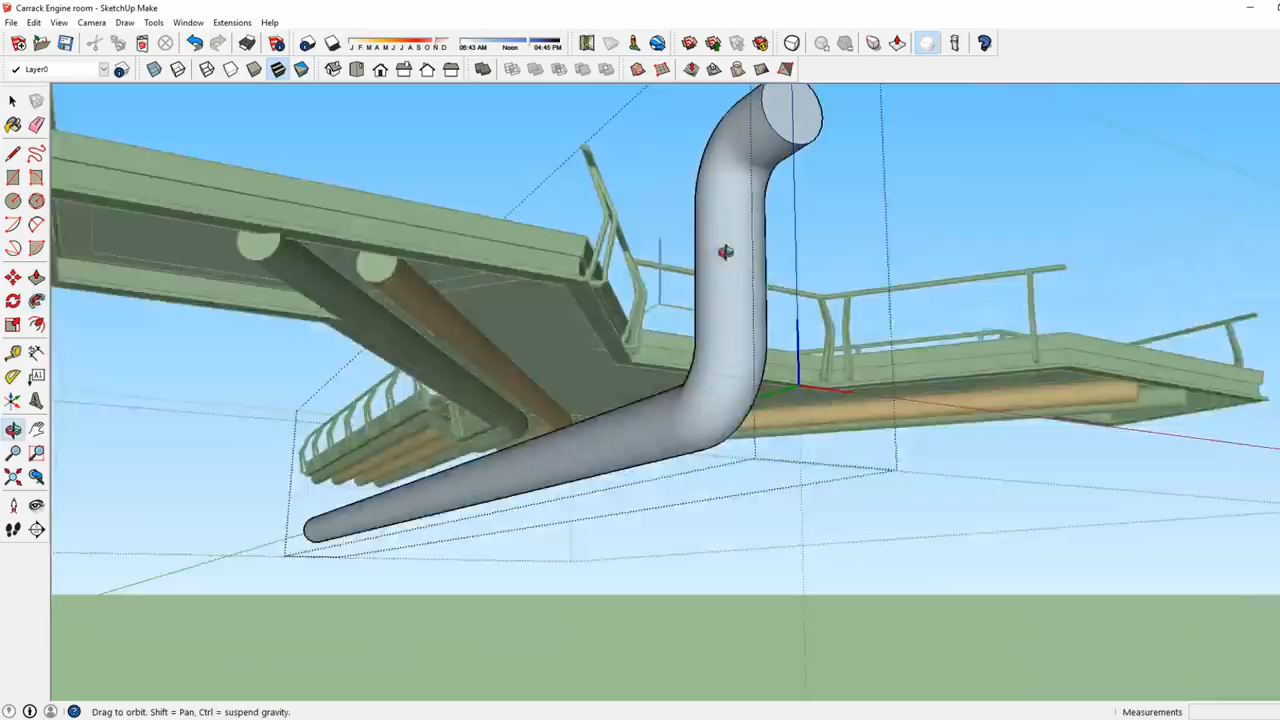 Carrack Engine room - SketchUp Make
File Edit View Camera Draw Tools Window Extensions Help
J F M A M J J A S O N D 06:43 AM Noon 04:45 PM
Layer0
A1
Drag to orbit. Shift = Pan, Ctrl = suspend gravity. Measurements